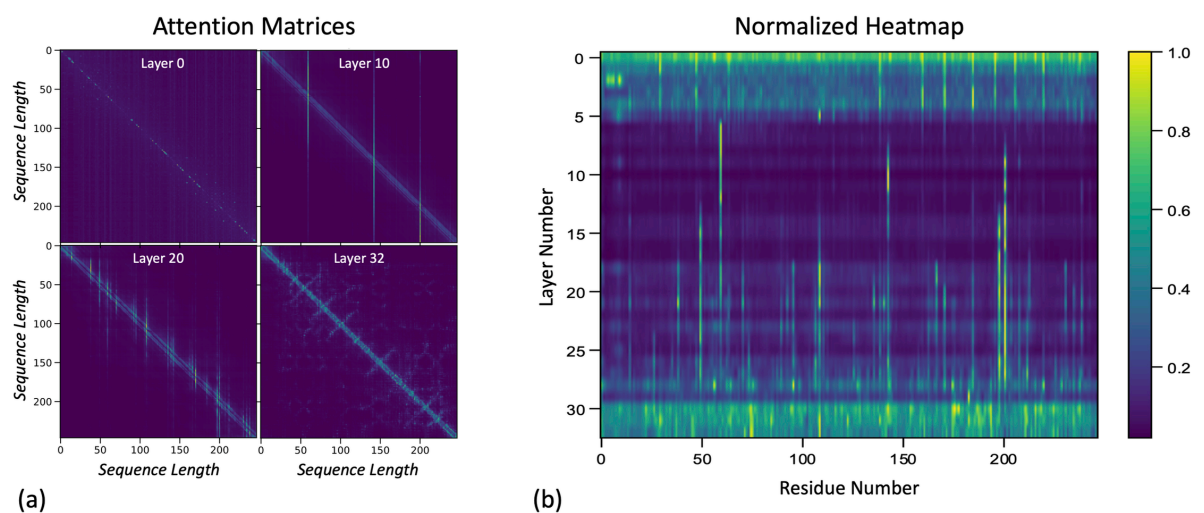 Attention Matrices
Layer 0
Layer 10
Sequence Length
0
50
100
150
200
Layer 20
Layer 32
Sequence Length
0
50
100
150
200
0 50 100 150 200
0 50 100 150 200
Sequence Length
Sequence Length
(a)
Normalized Heatmap
Layer Number
0
5
10
15
20
25
30
0 50 100 150 200
Residue Number
1.0
0.8
0.6
0.4
0.2
(b)